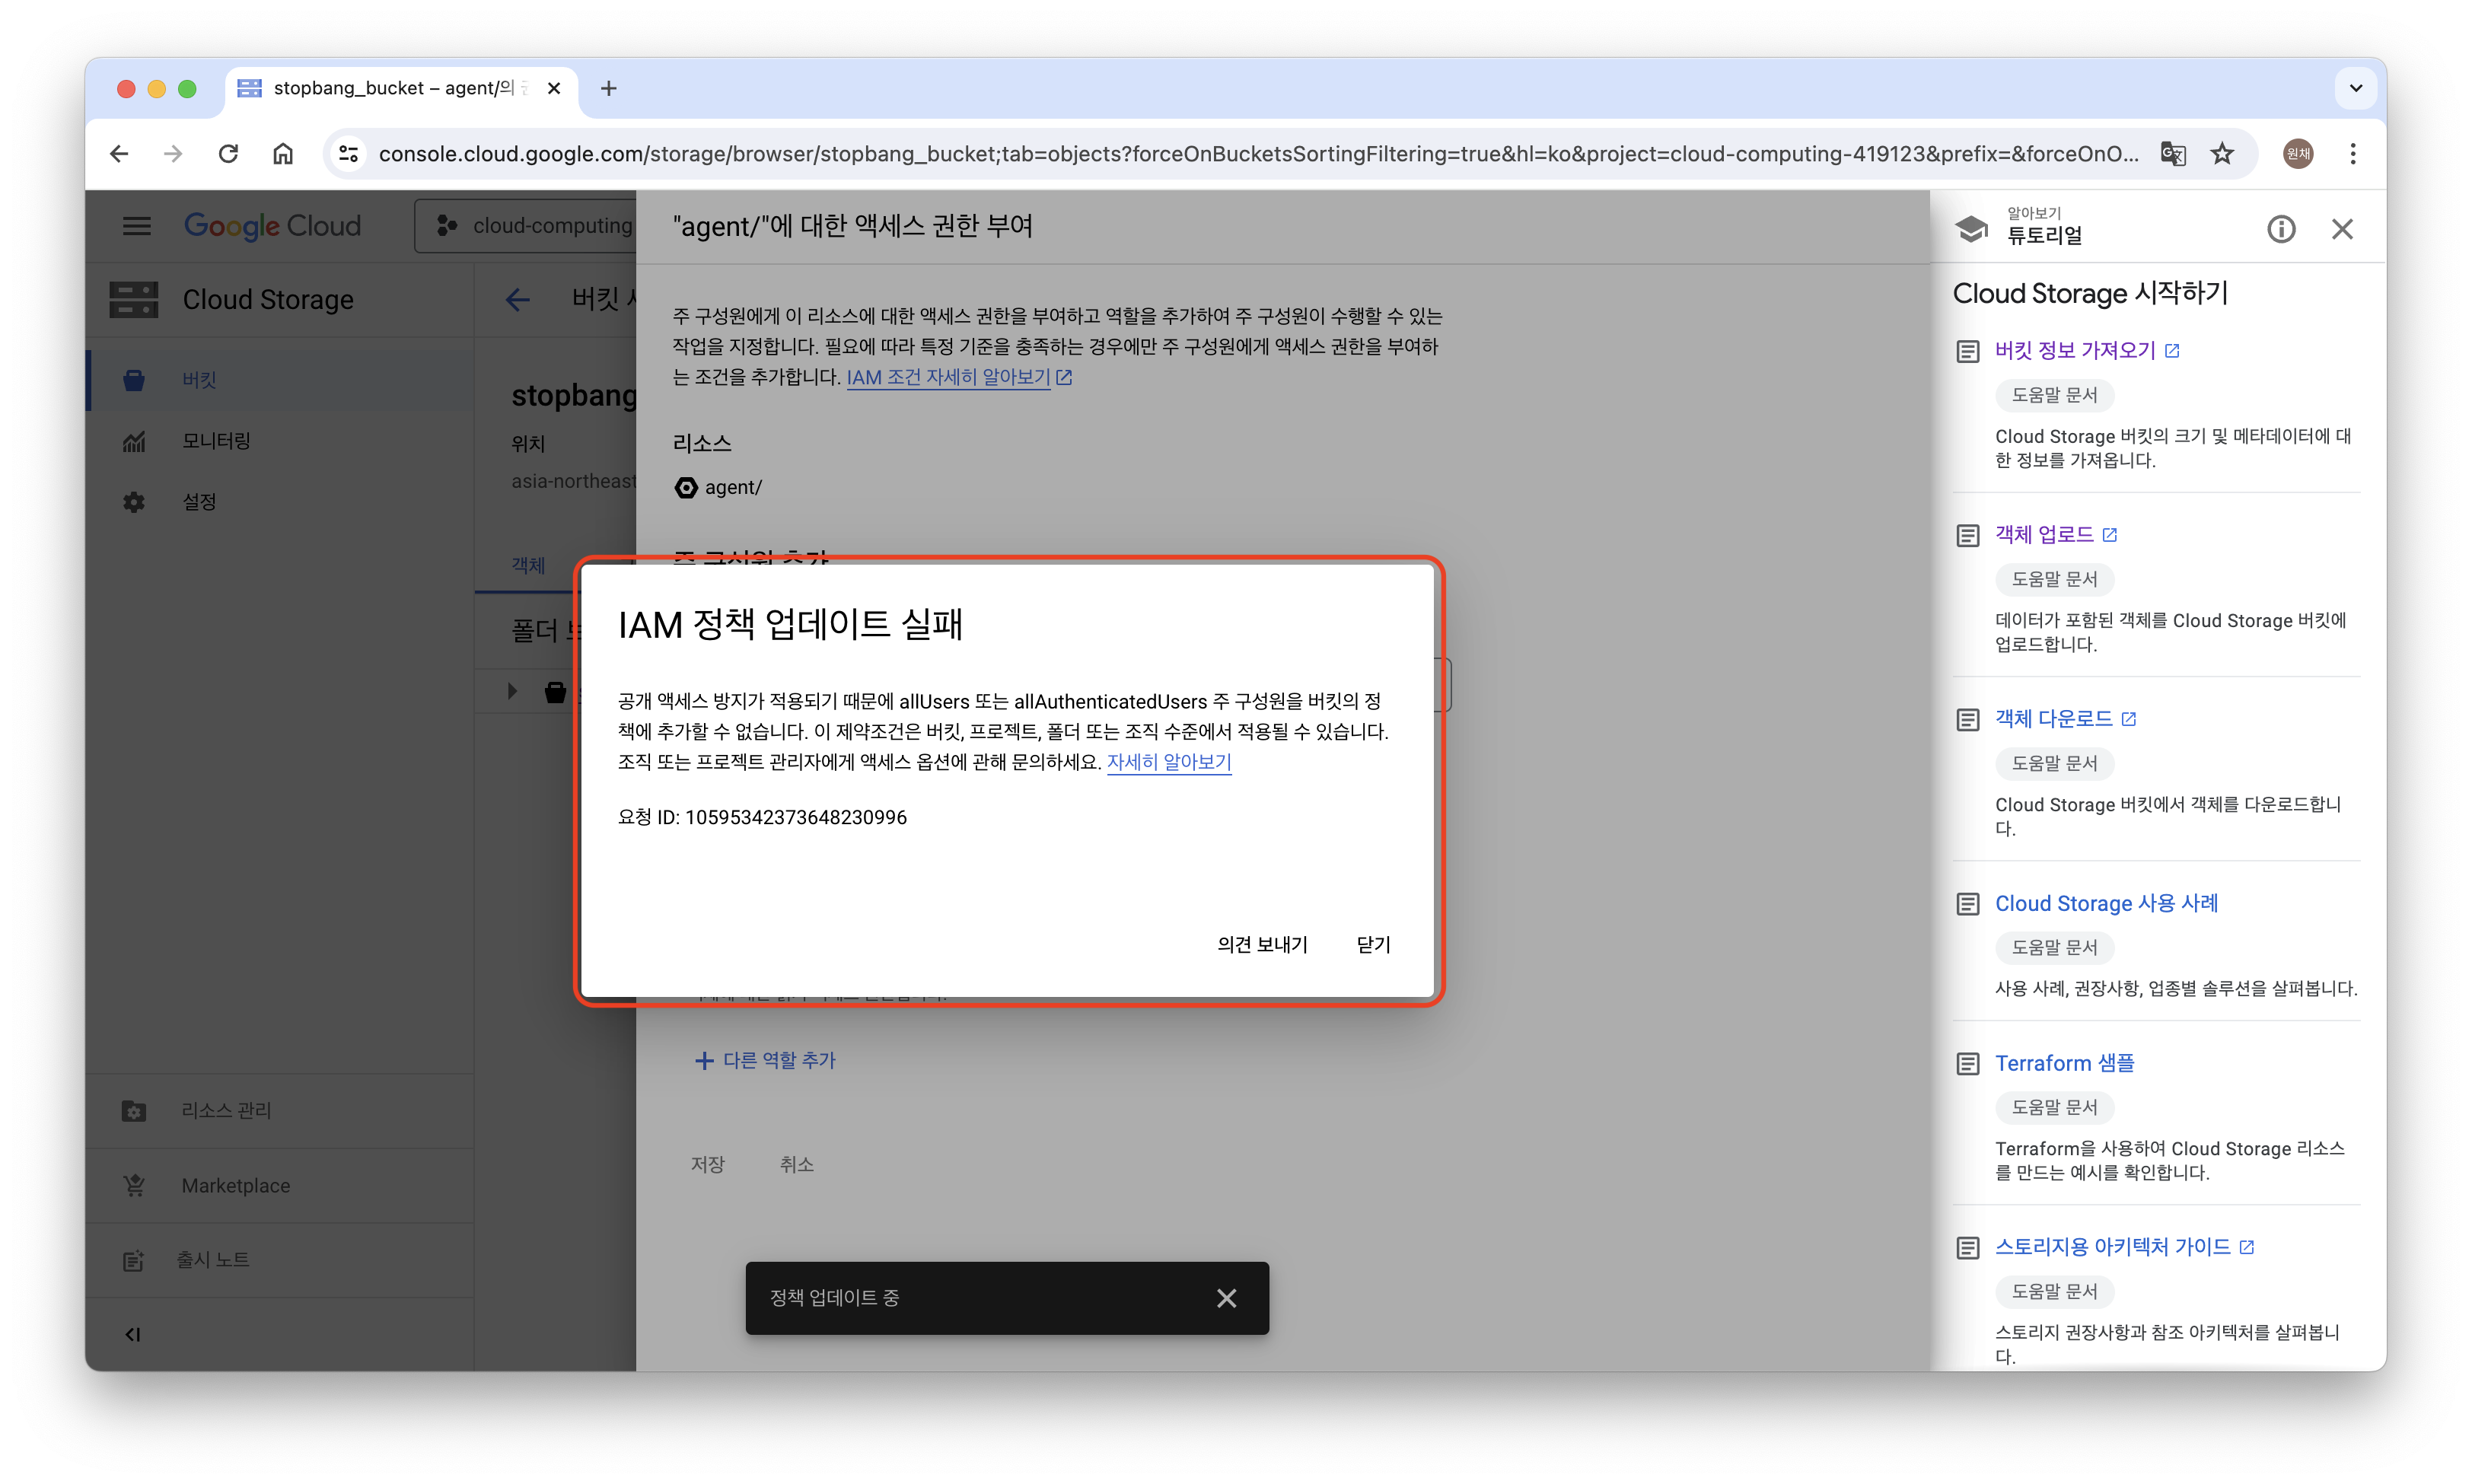 stopbang_bucket – agent/의
console.cloud.google.com/storage/browser/stopbang_bucket;tab=objects?forceOnBucketsSortingFiltering=true&hl=ko&project=cloud-computing-419123&prefix=&forceOnO...
원채
Google Cloud
cloud-computing
Cloud Storage
버킷
모니터링
설정
리소스 관리
Marketplace
출시 노트
버킷
stopbang
위치
asia-northeast
객체
폴더
"agent/"에 대한 액세스 권한 부여
주 구성원에게 이 리소스에 대한 액세스 권한을 부여하고 역할을 추가하여 주 구성원이 수행할 수 있는
작업을 지정합니다. 필요에 따라 특정 기준을 충족하는 경우에만 주 구성원에게 액세스 권한을 부여하
는 조건을 추가합니다. IAM 조건 자세히 알아보기
리소스
agent/
주 구성원 추가
IAM 정책 업데이트 실패
공개 액세스 방지가 적용되기 때문에 allUsers 또는 allAuthenticatedUsers 주 구성원을 버킷의 정
책에 추가할 수 없습니다. 이 제약조건은 버킷, 프로젝트, 폴더 또는 조직 수준에서 적용될 수 있습니다.
조직 또는 프로젝트 관리자에게 액세스 옵션에 관해 문의하세요. 자세히 알아보기
요청 ID: 10595342373648230996
의견 보내기 닫기
다른 역할 추가
저장 취소
정책 업데이트 중
알아보기
튜토리얼
Cloud Storage 시작하기
버킷 정보 가져오기
도움말 문서
Cloud Storage 버킷의 크기 및 메타데이터에 대
한 정보를 가져옵니다.
객체 업로드
도움말 문서
데이터가 포함된 객체를 Cloud Storage 버킷에
업로드합니다.
객체 다운로드
도움말 문서
Cloud Storage 버킷에서 객체를 다운로드합니
다.
Cloud Storage 사용 사례
도움말 문서
사용 사례, 권장사항, 업종별 솔루션을 살펴봅니다.
Terraform 샘플
도움말 문서
Terraform을 사용하여 Cloud Storage 리소스
를 만드는 예시를 확인합니다.
스토리지용 아키텍처 가이드
도움말 문서
스토리지 권장사항과 참조 아키텍처를 살펴봅니
다.